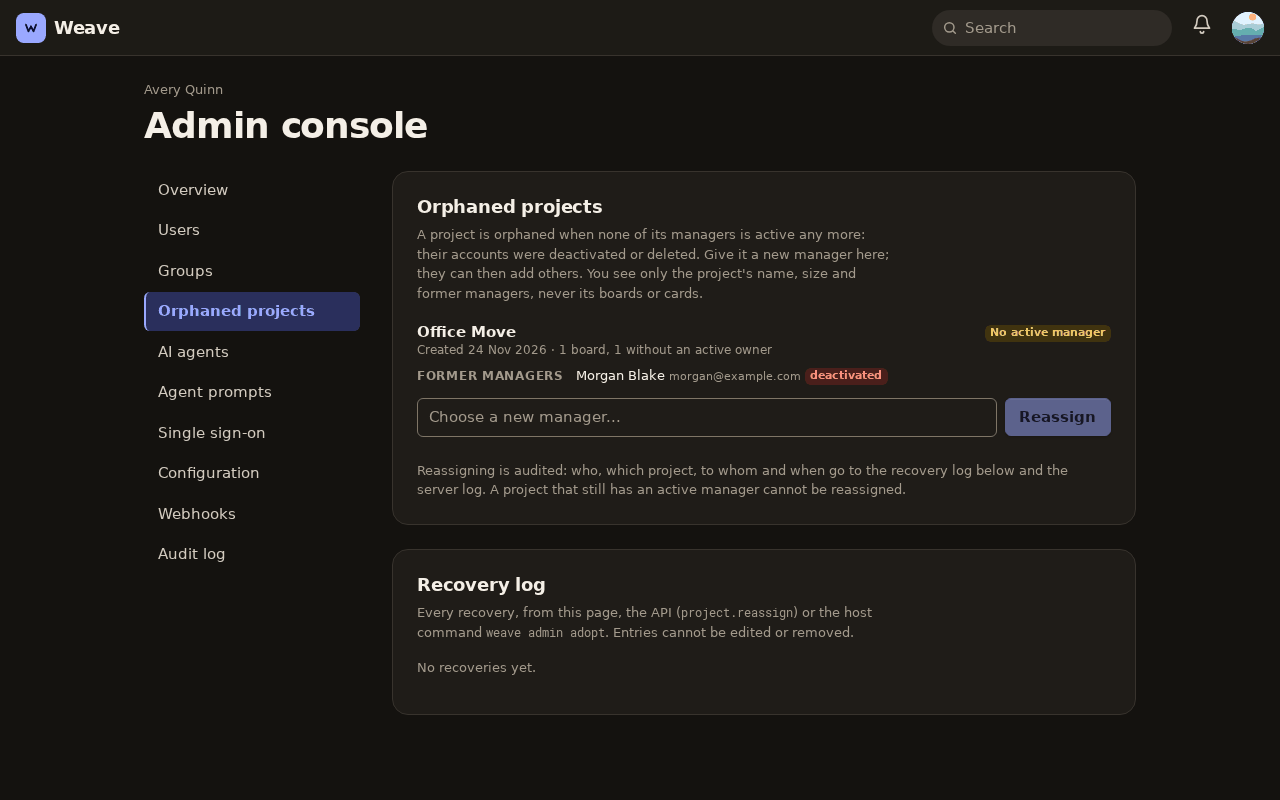 Weave
Search
Avery Quinn
Admin console
Overview
Users
Groups
Orphaned projects
AI agents
Agent prompts
Single sign-on
Configuration
Webhooks
Audit log
Orphaned projects
A project is orphaned when none of its managers is active any more:
their accounts were deactivated or deleted. Give it a new manager here;
they can then add others. You see only the project's name, size and
former managers, never its boards or cards.
Office Move
No active manager
Created 24 Nov 2026 · 1 board, 1 without an active owner
FORMER MANAGERS Morgan Blake morgan@example.com deactivated
Choose a new manager...
Reassign
Reassigning is audited: who, which project, to whom and when go to the recovery log below and the
server log. A project that still has an active manager cannot be reassigned.
Recovery log
Every recovery, from this page, the API (project.reassign) or the host
command weave admin adopt. Entries cannot be edited or removed.
No recoveries yet.